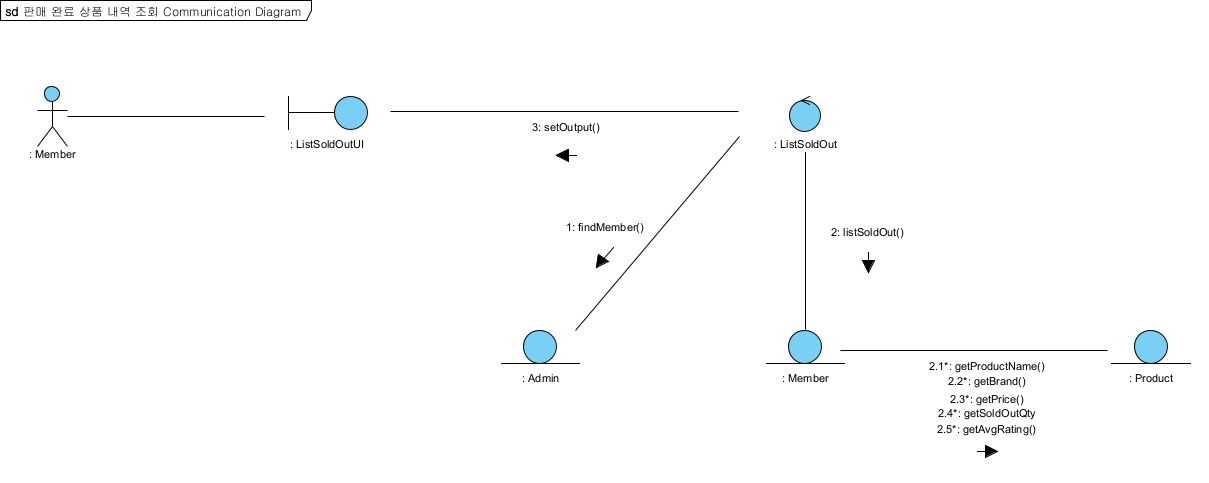 sd 판매 완료 상품 내역 조회 Communication Diagram
: Member
: ListSoldOutUI
3: setOutput()
: ListSoldOut
1: findMember()
2: listSoldOut()
: Admin
: Member
2.1*: getProductName()
2.2*: getBrand()
2.3*: getPrice()
2.4*: getSoldOutQty
2.5*: getAvgRating()
: Product